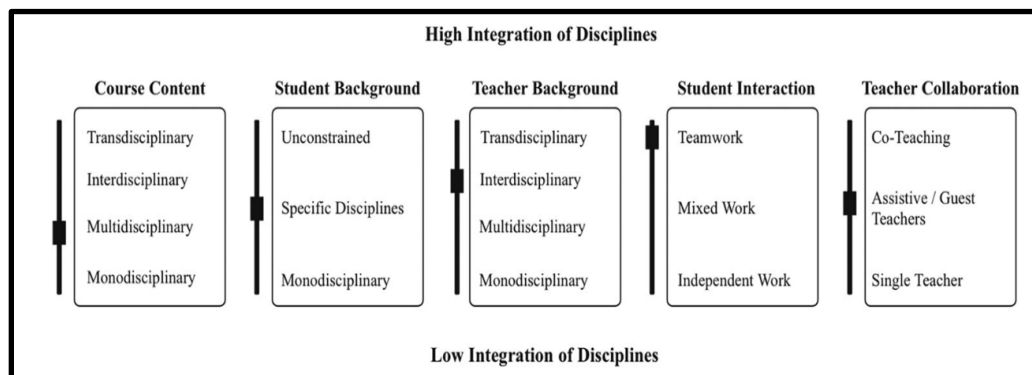 High Integration of Disciplines
Course Content
Transdisciplinary
Interdisciplinary
Multidisciplinary
Monodisciplinary
Student Background
Unconstrained
Specific Disciplines
Monodisciplinary
Teacher Background
Transdisciplinary
Interdisciplinary
Multidisciplinary
Monodisciplinary
Student Interaction
Teamwork
Mixed Work
Independent Work
Teacher Collaboration
Co-Teaching
Assistive / Guest
Teachers
Single Teacher
Low Integration of Disciplines